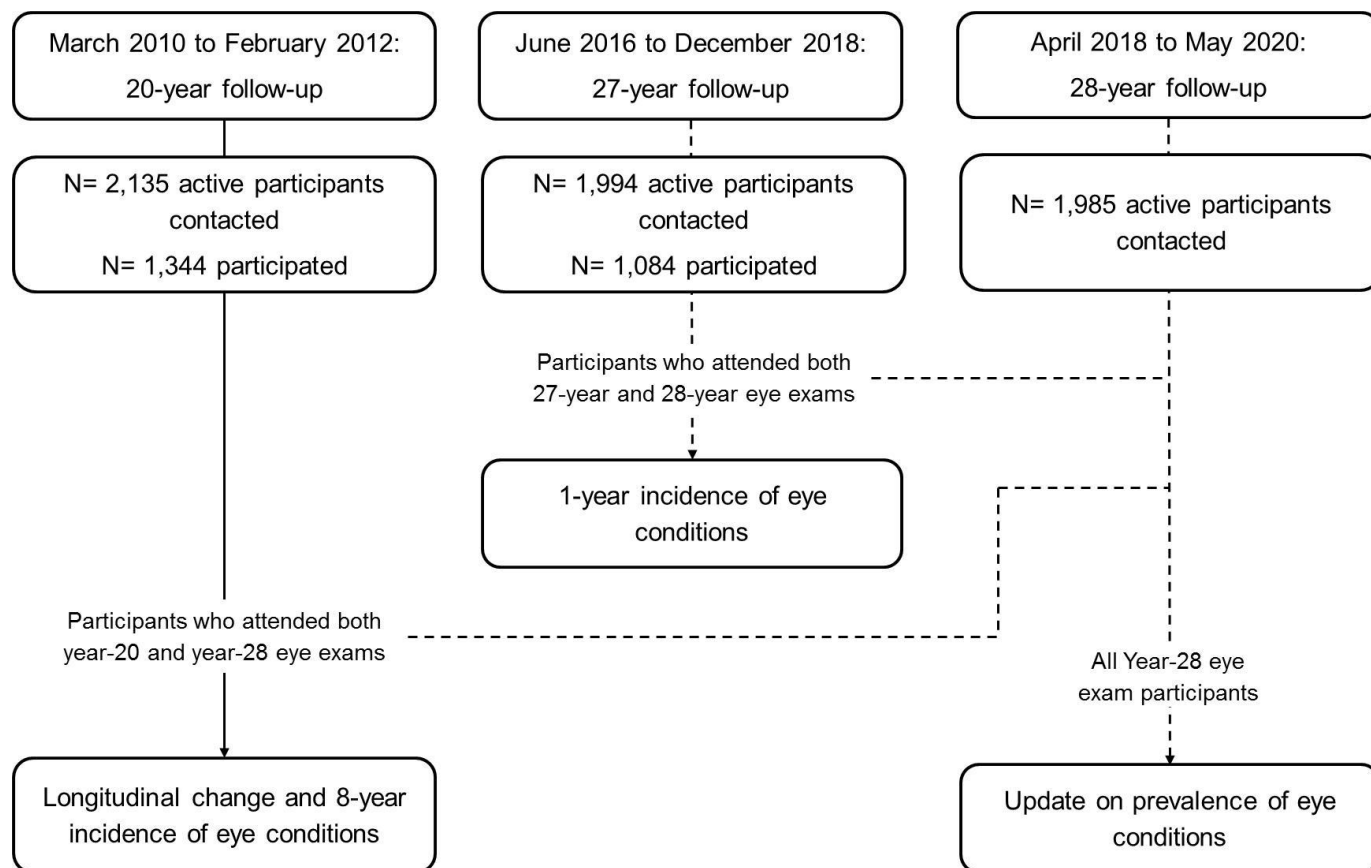 March 2010 to February 2012:
20-year follow-up
June 2016 to December 2018:
27-year follow-up
April 2018 to May 2020:
28-year follow-up
N= 2,135 active participants
contacted
N= 1,344 participated
N= 1,994 active participants
contacted
N= 1,084 participated
N= 1,985 active participants
contacted
Participants who attended both
27-year and 28-year eye exams
1-year incidence of eye
conditions
Participants who attended both
year-20 and year-28 eye exams
All Year-28 eye
exam participants
Longitudinal change and 8-year
incidence of eye conditions
Update on prevalence of eye
conditions